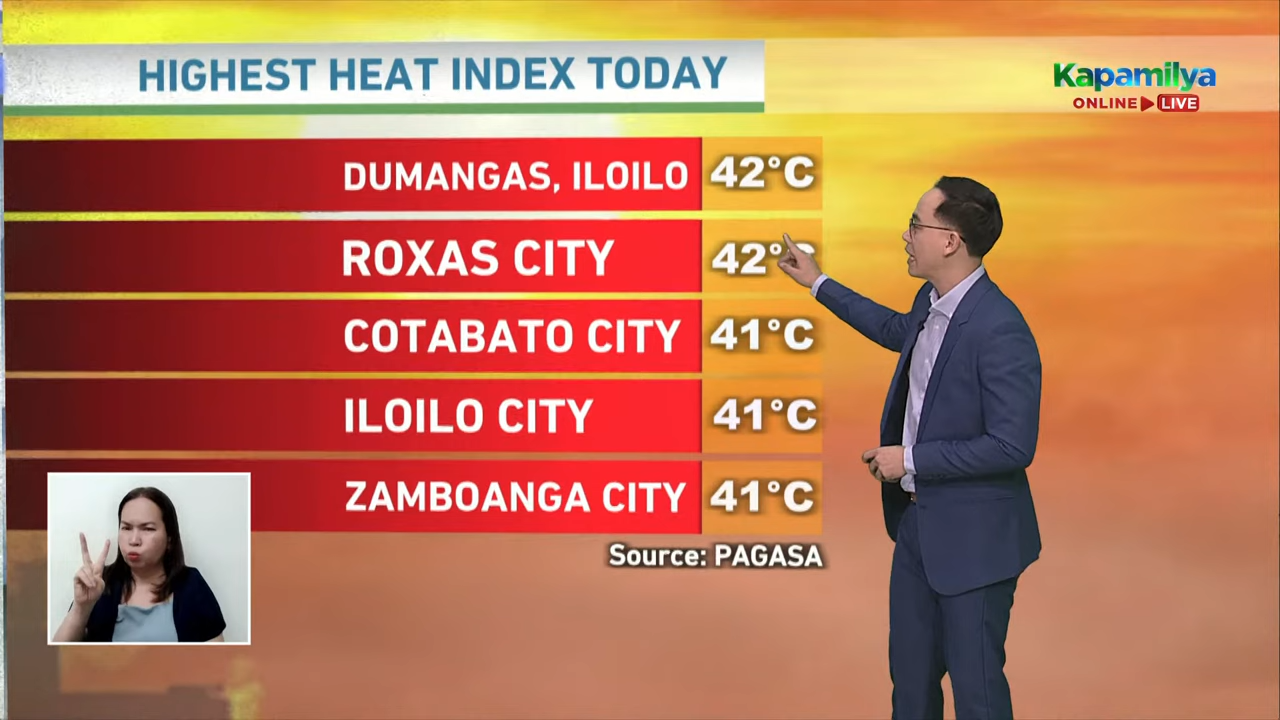 HIGHEST HEAT INDEX TODAY
Kapamilya
ONLINE LIVE
DUMANGAS, ILOILO 42°C
ROXAS CITY 42°C
COTABATO CITY 41°C
ILOILO CITY 41°C
ZAMBOANGA CITY 41°C
Source: PAGASA